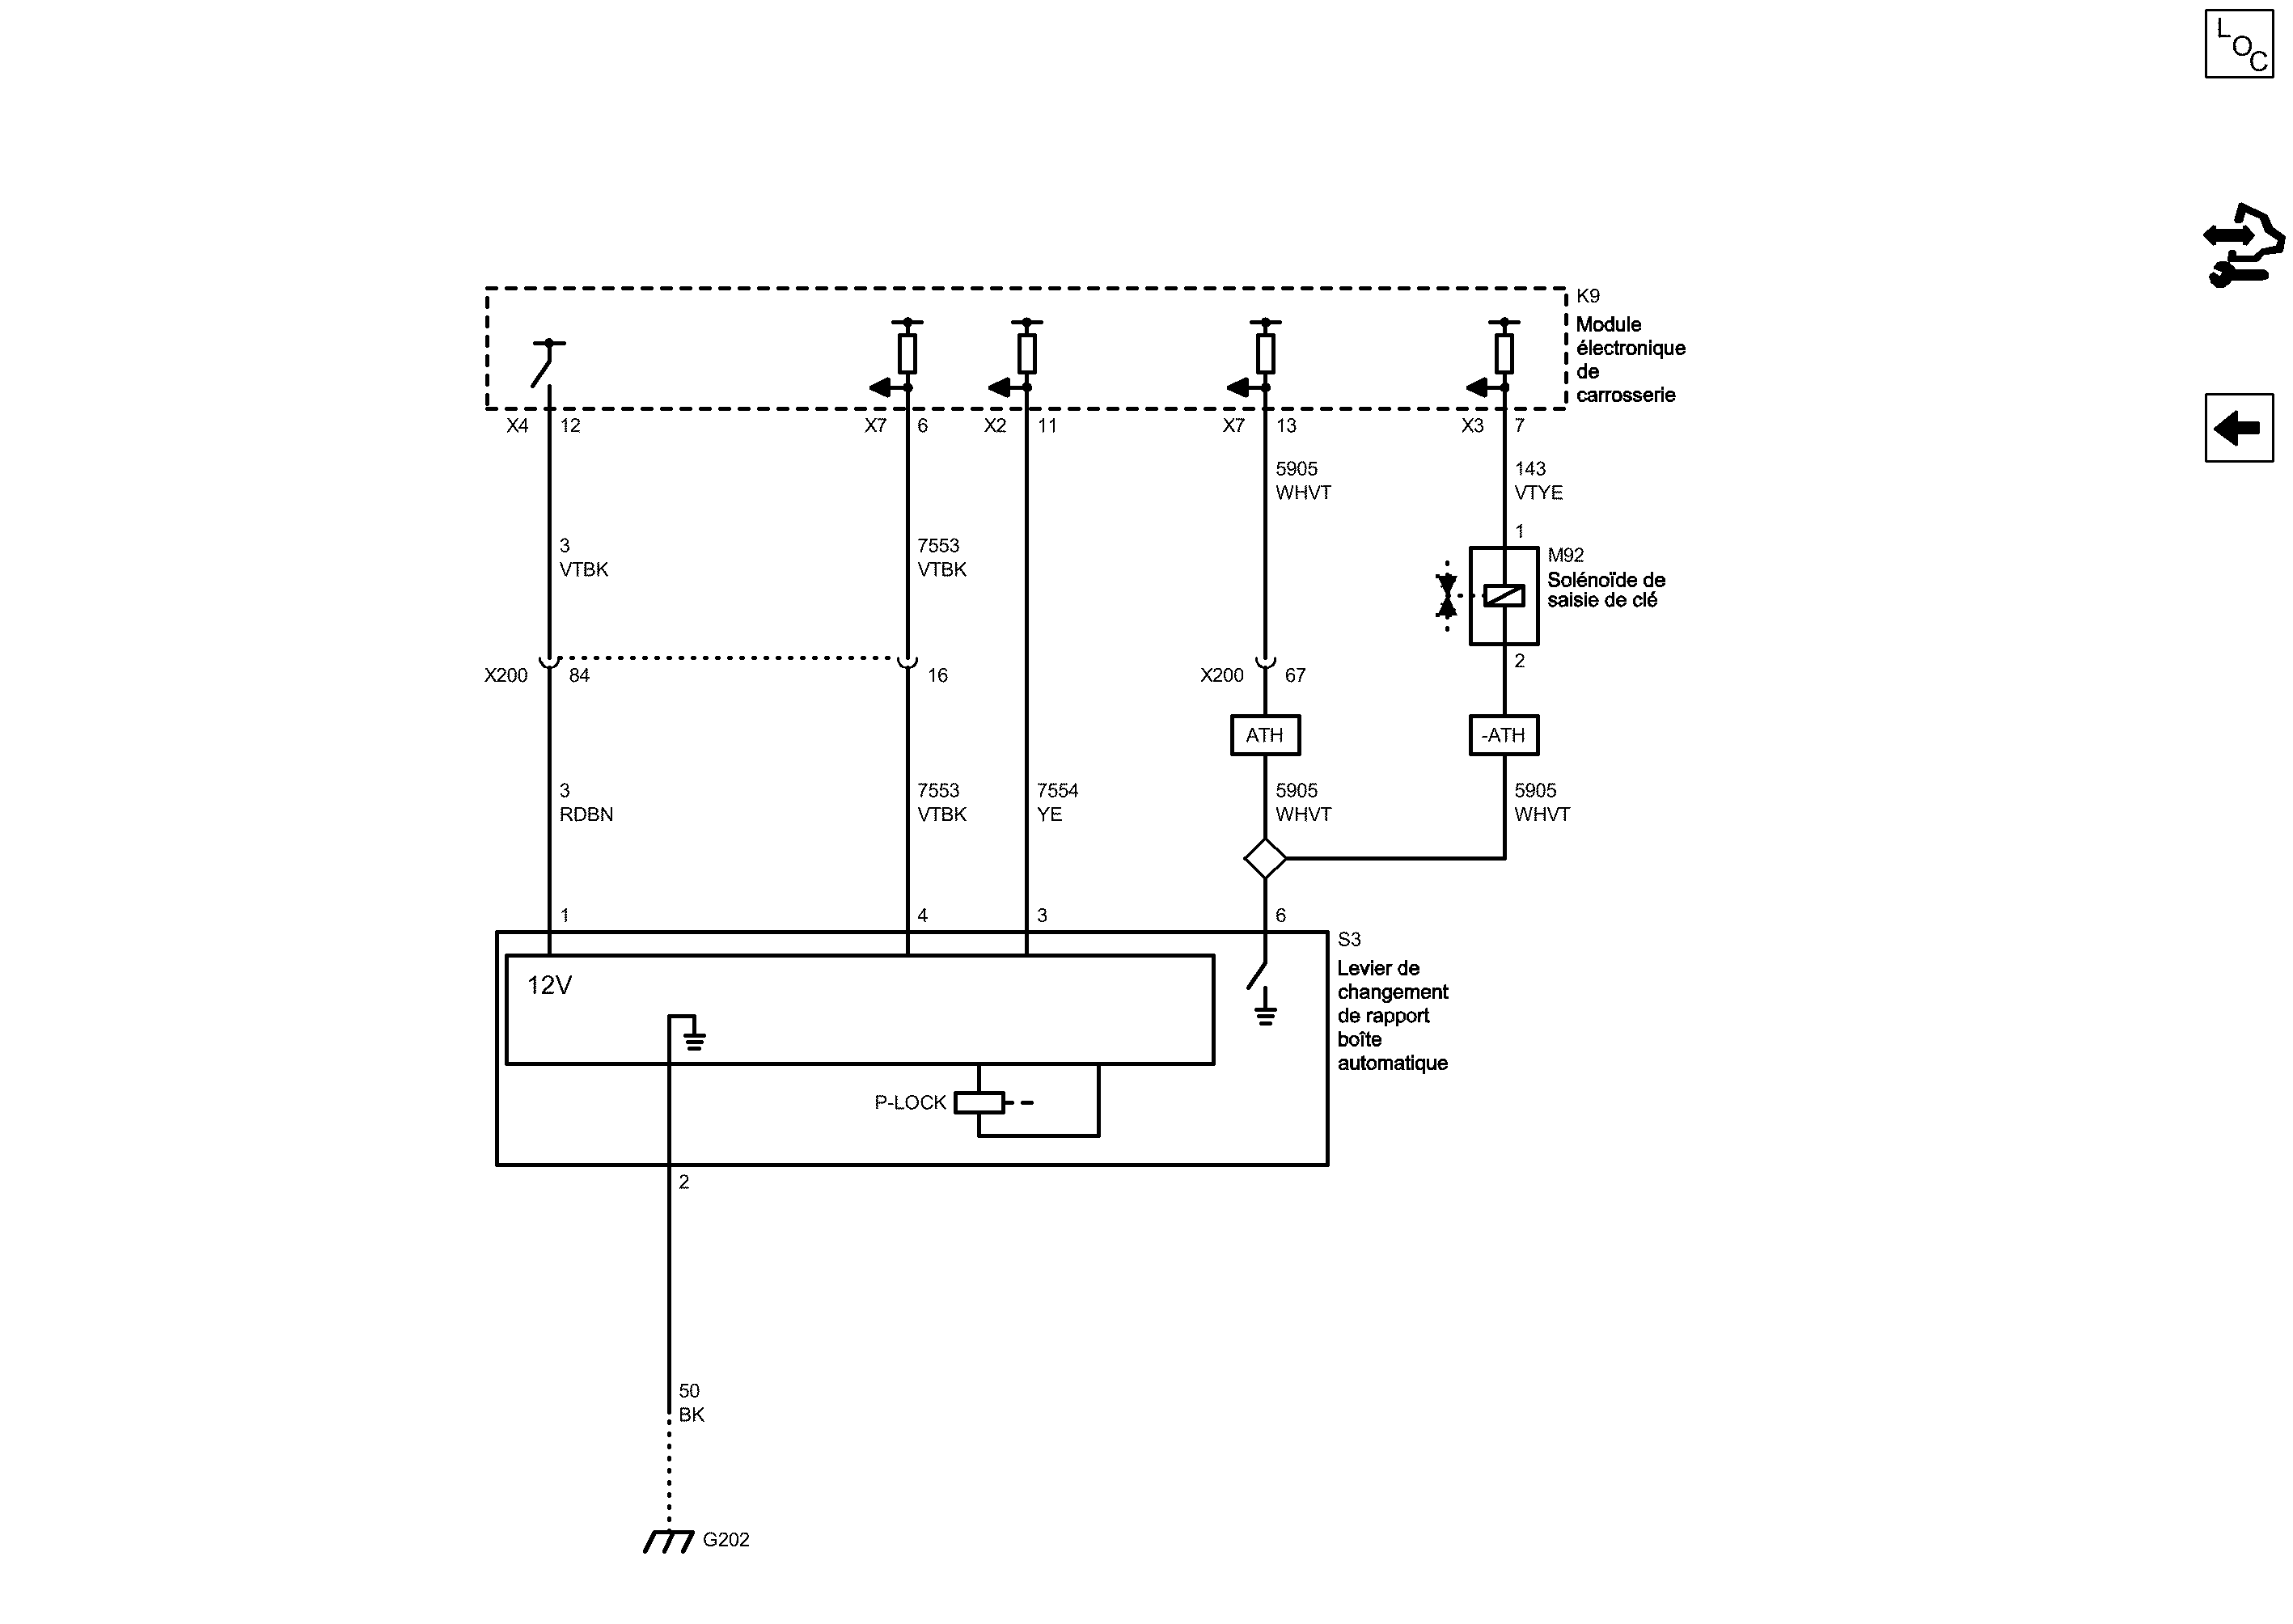 LOC
K9
Module
électronique
de
carrosserie
X4 12
X7 6
X2 11
X7 13
X3 7
5905
WHVT
143
VTYE
1
3
VTBK
7553
VTBK
M92
Solénoïde de
saisie de clé
2
X200 84
16
X200 67
ATH
-ATH
3
RDBN
7553
VTBK
7554
YE
5905
WHVT
5905
WHVT
1
4
3
6
S3
Levier de
changement
de rapport
boîte
automatique
12V
P-LOCK
2
50
BK
G202